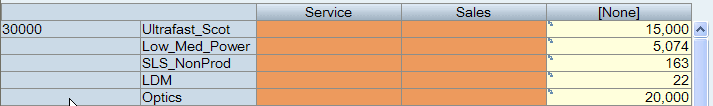 Service Sales [None]
30000 Ultrafast_Scot 15,000
Low_Med_Power 5,074
SLS_NonProd 163
LDM 22
Optics 20,000